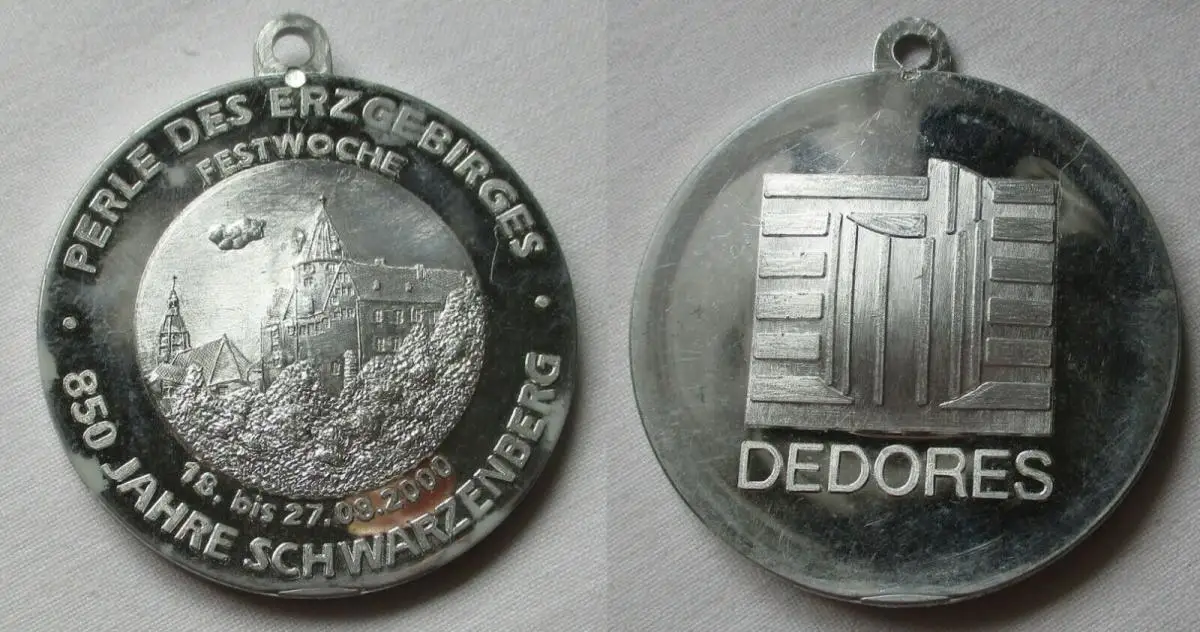 PERLE DES ERZGEBIRGES
FESTWOCHE
18. bis 27.08.2000
850 JAHRE SCHWARZENBERG
DEDORES